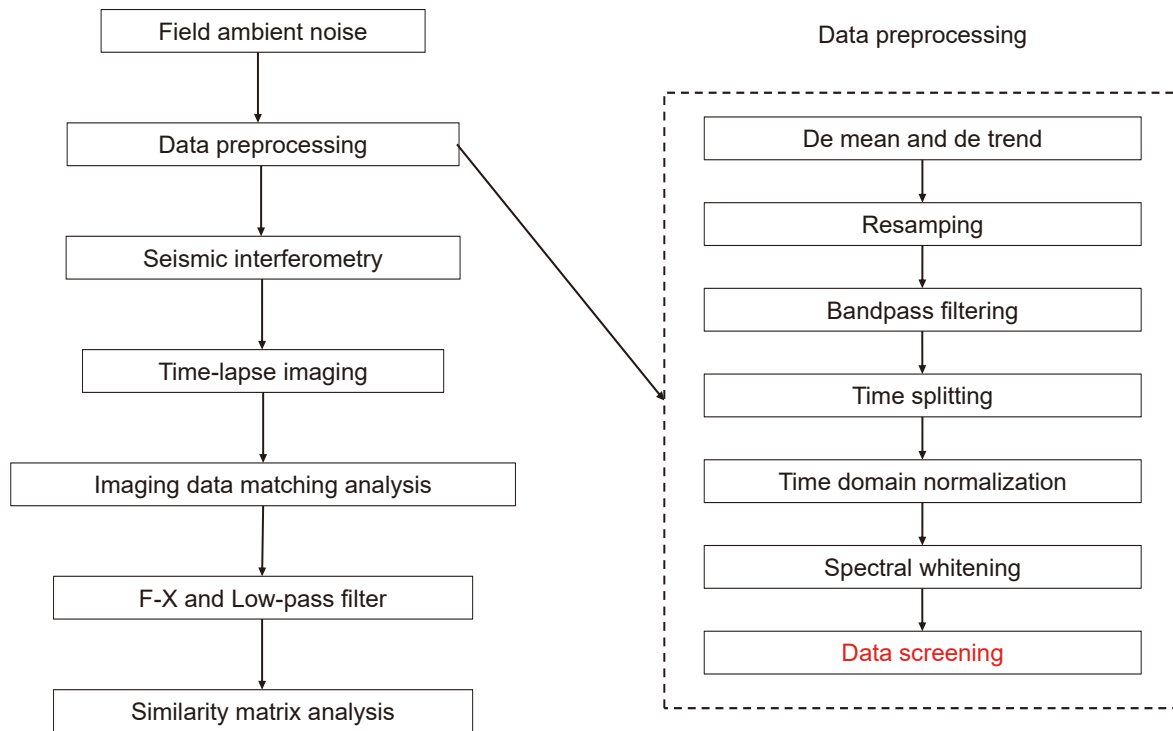 Field ambient noise
Data preprocessing
Seismic interferometry
Time-lapse imaging
Imaging data matching analysis
F-X and Low-pass filter
Similarity matrix analysis
Data preprocessing
De mean and de trend
Resamping
Bandpass filtering
Time splitting
Time domain normalization
Spectral whitening
Data screening